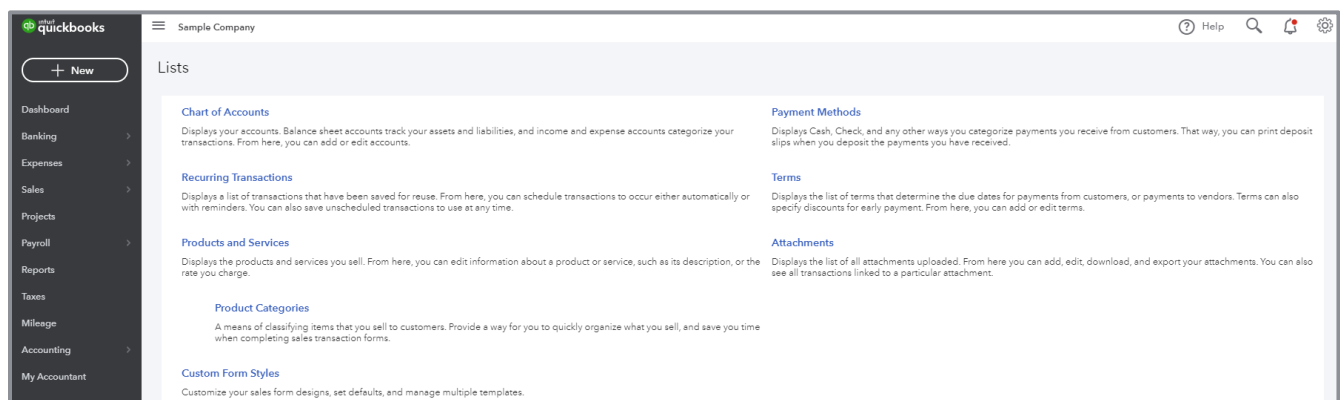 qb intuit
quickbooks
Sample Company
Help
+ New
Lists
Dashboard
Banking
Expenses
Sales
Projects
Payroll
Reports
Taxes
Mileage
Accounting
My Accountant
Chart of Accounts
Displays your accounts. Balance sheet accounts track your assets and liabilities, and income and expense accounts categorize your
transactions. From here, you can add or edit accounts.
Recurring Transactions
Displays a list of transactions that have been saved for reuse. From here, you can schedule transactions to occur either automatically or
with reminders. You can also save unscheduled transactions to use at any time.
Products and Services
Displays the products and services you sell. From here, you can edit information about a product or service, such as its description, or the
rate you charge.
Product Categories
A means of classifying items that you sell to customers. Provide a way for you to quickly organize what you sell, and save you time
when completing sales transaction forms.
Custom Form Styles
Customize your sales form designs, set defaults, and manage multiple templates.
Payment Methods
Displays Cash, Check, and any other ways you categorize payments you receive from customers. That way, you can print deposit
slips when you deposit the payments you have received.
Terms
Displays the list of terms that determine the due dates for payments from customers, or payments to vendors. Terms can also
specify discounts for early payment. From here, you can add or edit terms.
Attachments
Displays the list of all attachments uploaded. From here you can add, edit, download, and export your attachments. You can also
see all transactions linked to a particular attachment.